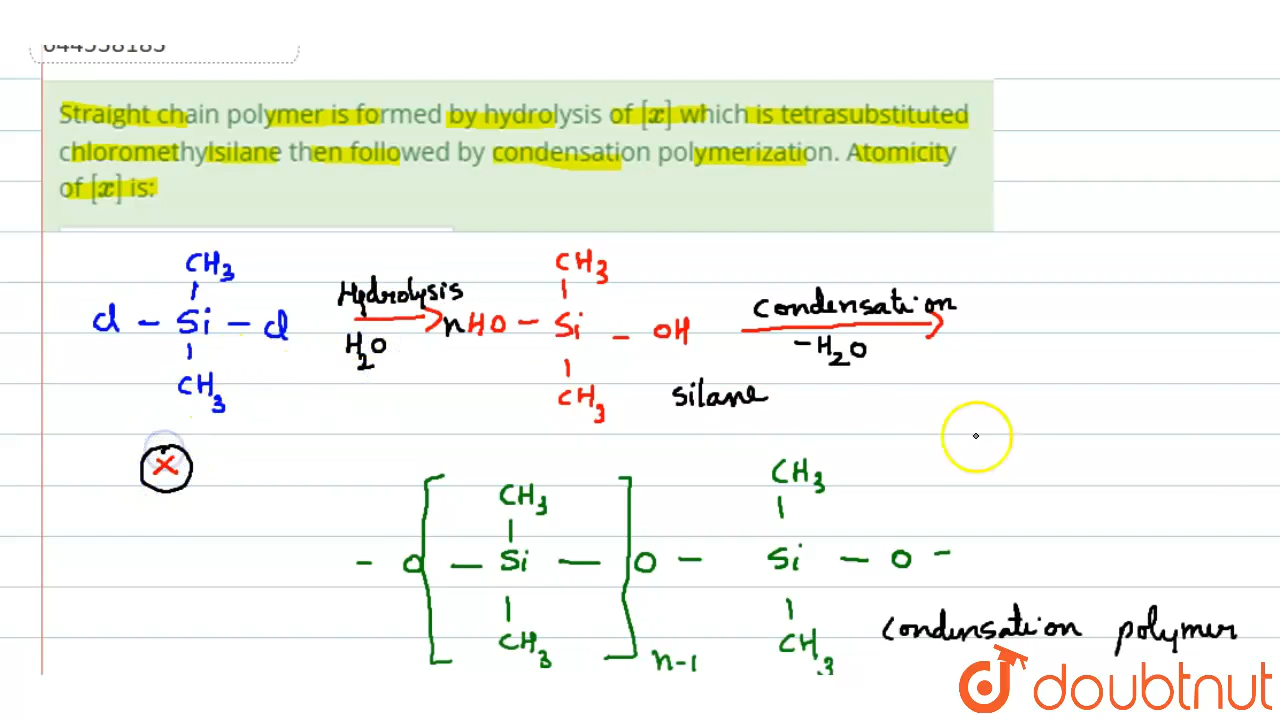 644538183
Straight chain polymer is formed by hydrolysis of [x] which is tetrasubstituted
chloromethylsilane then followed by condensation polymerization. Atomicity
of [x] is:
CH3 CH3
Hydrolysis
Cl - Si - Cl nHO - Si - OH Condensation
H2O -H2O
CH3 CH3
silane
X
CH3 CH3
- O [ - Si - ] O - Si - O -
CH3 CH3
n-1
Condensation polymer
doubtnut